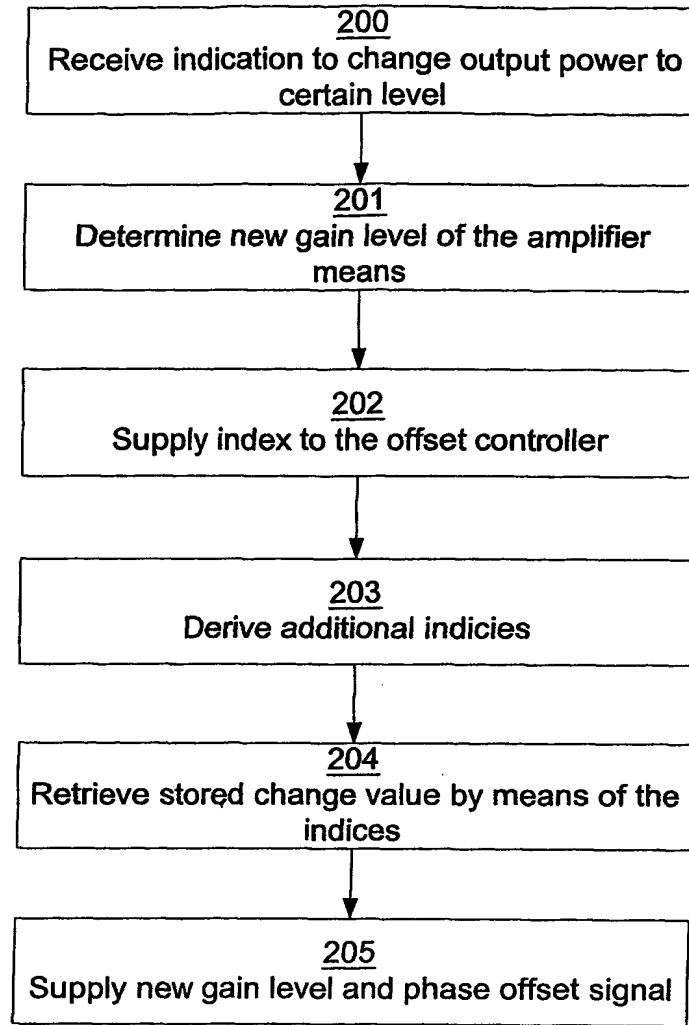 200
Receive indication to change output power to
certain level
201
Determine new gain level of the amplifier
means
202
Supply index to the offset controller
203
Derive additional indicies
204
Retrieve stored change value by means of the
indices
205
Supply new gain level and phase offset signal